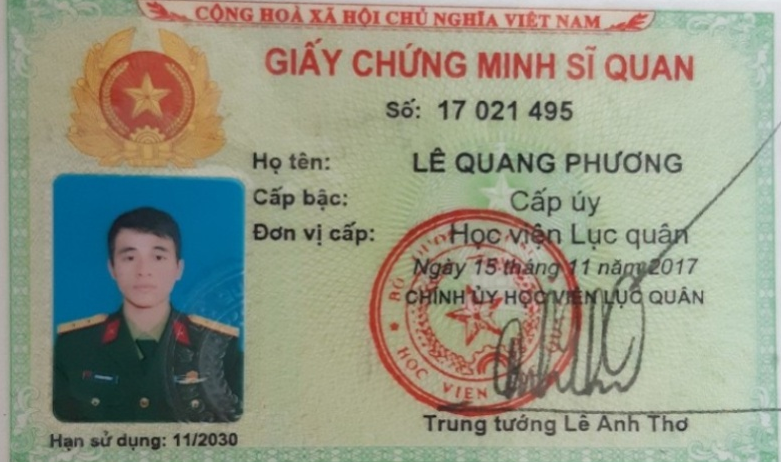 CỘNG HOÀ XÃ HỘI CHỦ NGHĨA VIỆT NAM
GIẤY CHỨNG MINH SĨ QUAN
Số: 17 021 495
Họ tên: LÊ QUANG PHƯƠNG
Cấp bậc: Cấp úy
Đơn vị cấp: Học viện Lục quân
Ngày 15 tháng 11 năm 2017
CHÍNH ỦY HỌC VIỆN LỤC QUÂN
HỌC VIỆN
Trung tướng Lê Anh Thơ
Hạn sử dụng: 11/2030